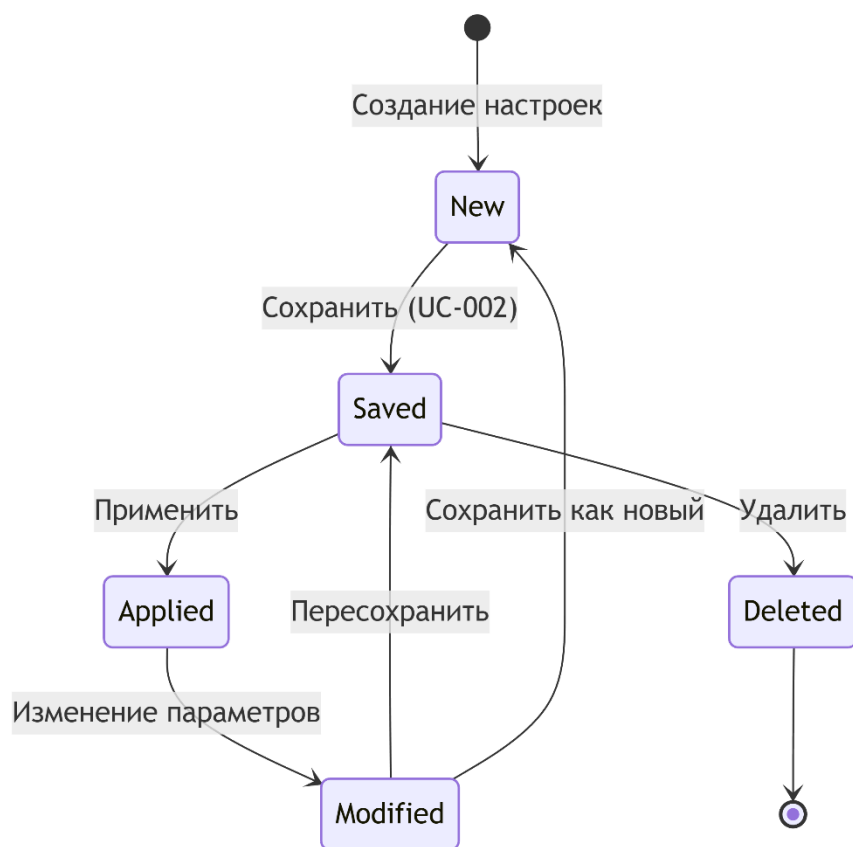 Создание настроек
New
Сохранить (UC-002)
Saved
Применить
Пересохранить
Сохранить как новый
Удалить
Applied
Deleted
Изменение параметров
Modified